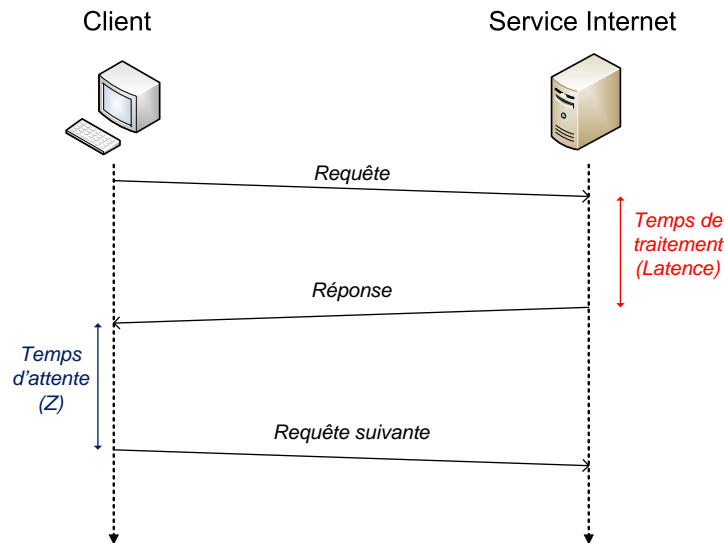 Client
Service Internet
Requête
Temps de
traitement
(Latence)
Réponse
Temps
d'attente
(Z)
Requête suivante